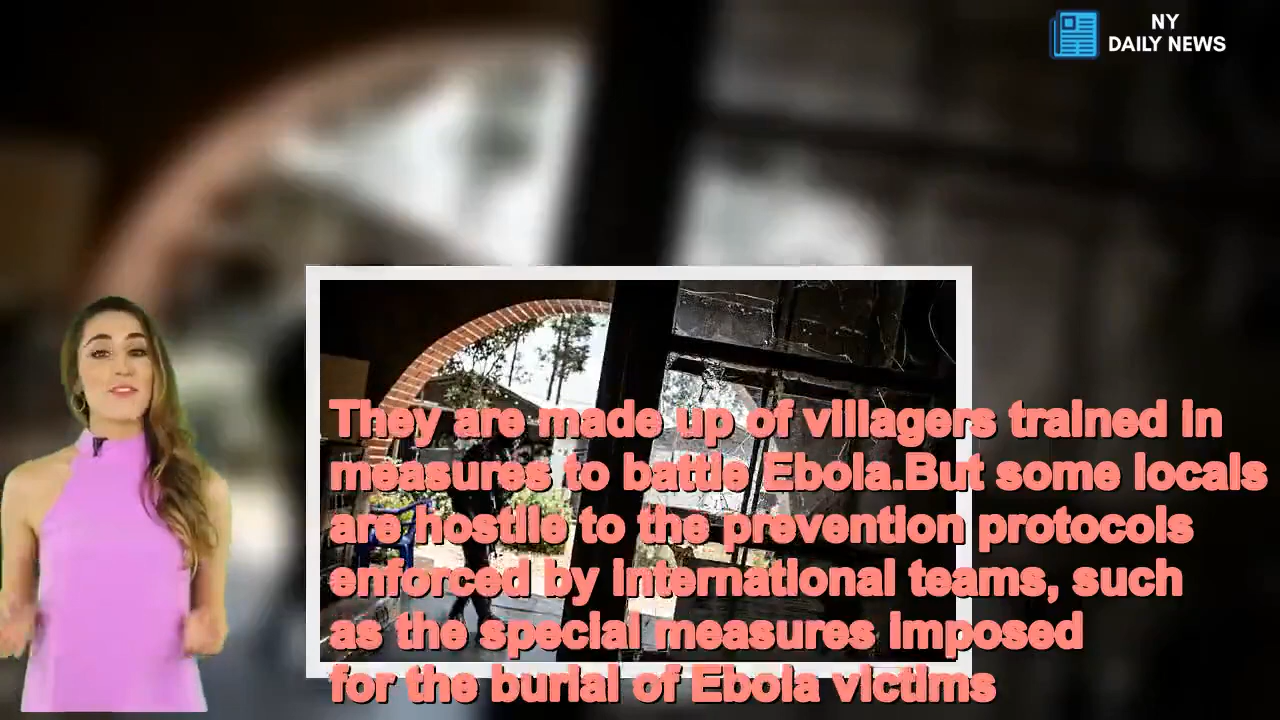 NY
DAILY NEWS
They are made up of villagers trained in
measures to battle Ebola.But some locals
are hostile to the prevention protocols
enforced by international teams, such
as the special measures imposed
for the burial of Ebola victims